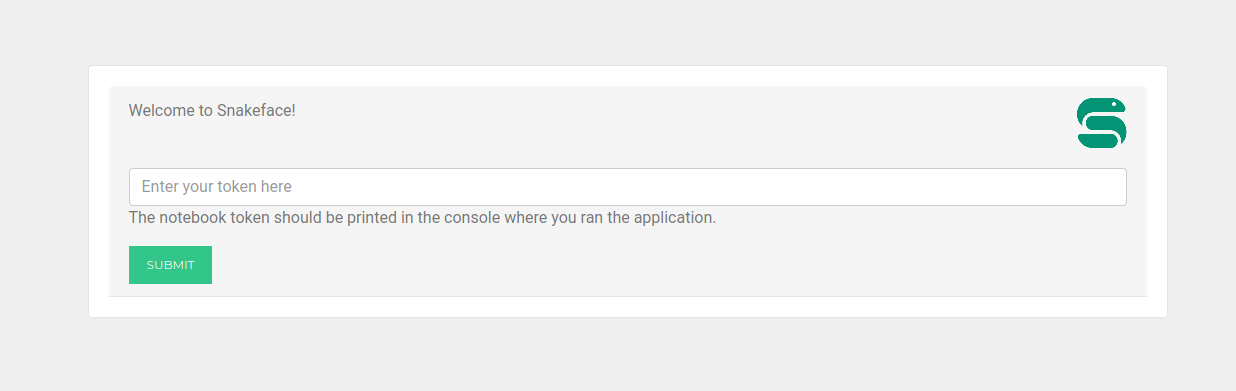 Welcome to Snakeface!
Enter your token here
The notebook token should be printed in the console where you ran the application.
SUBMIT